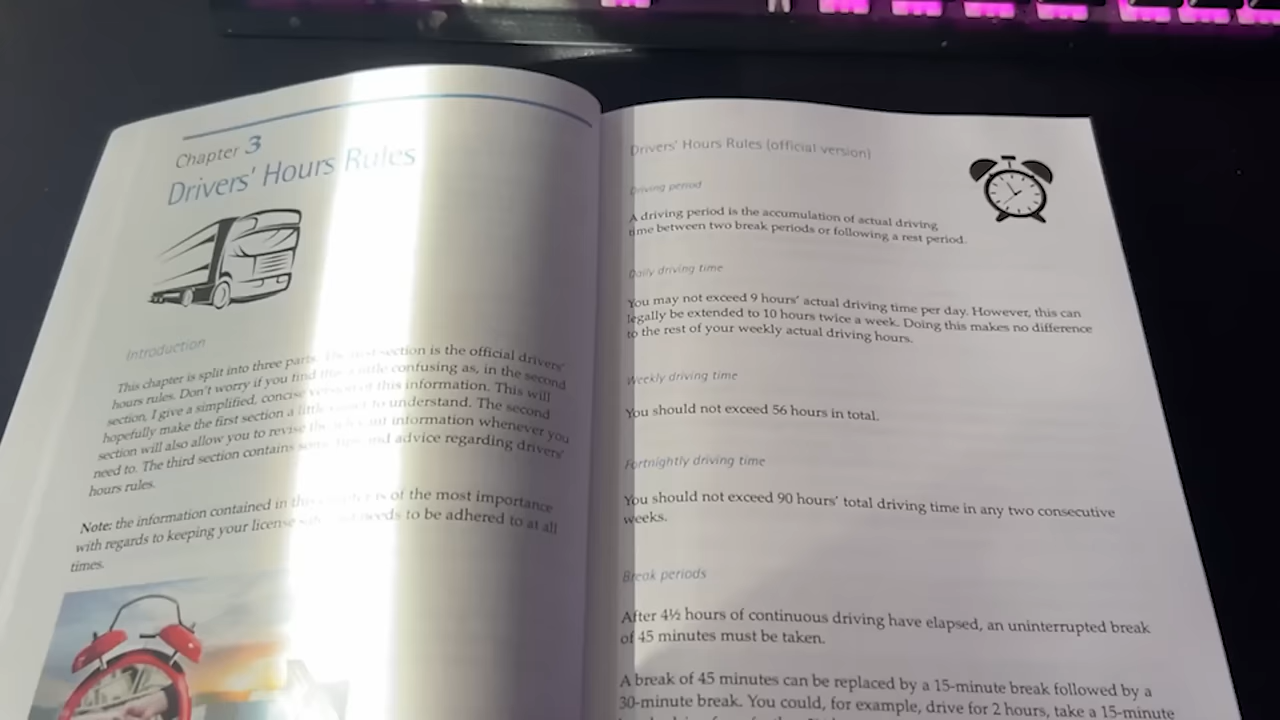 Chapter 3
Drivers' Hours Rules
Introduction
This chapter is split into three parts. The first section is the official drivers'
hours rules. Don't worry if you find this a little confusing as, in the second
section, I give a simplified, concise version of this information. This will
hopefully make the first section a little easier to understand. The second
section will also allow you to revise the relevant information whenever you
need to. The third section contains some tips and advice regarding drivers'
hours rules.
Note: the information contained in this chapter is of the most importance
with regards to keeping your license safe and needs to be adhered to at all
times.
Drivers' Hours Rules (official version)
Driving period
A driving period is the accumulation of actual driving
time between two break periods or following a rest period.
Daily driving time
You may not exceed 9 hours' actual driving time per day. However, this can
legally be extended to 10 hours twice a week. Doing this makes no difference
to the rest of your weekly actual driving hours.
Weekly driving time
You should not exceed 56 hours in total.
Fortnightly driving time
You should not exceed 90 hours' total driving time in any two consecutive
weeks.
Break periods
After 4½ hours of continuous driving have elapsed, an uninterrupted break
of 45 minutes must be taken.
A break of 45 minutes can be replaced by a 15-minute break followed by a
30-minute break. You could, for example, drive for 2 hours, take a 15-minute